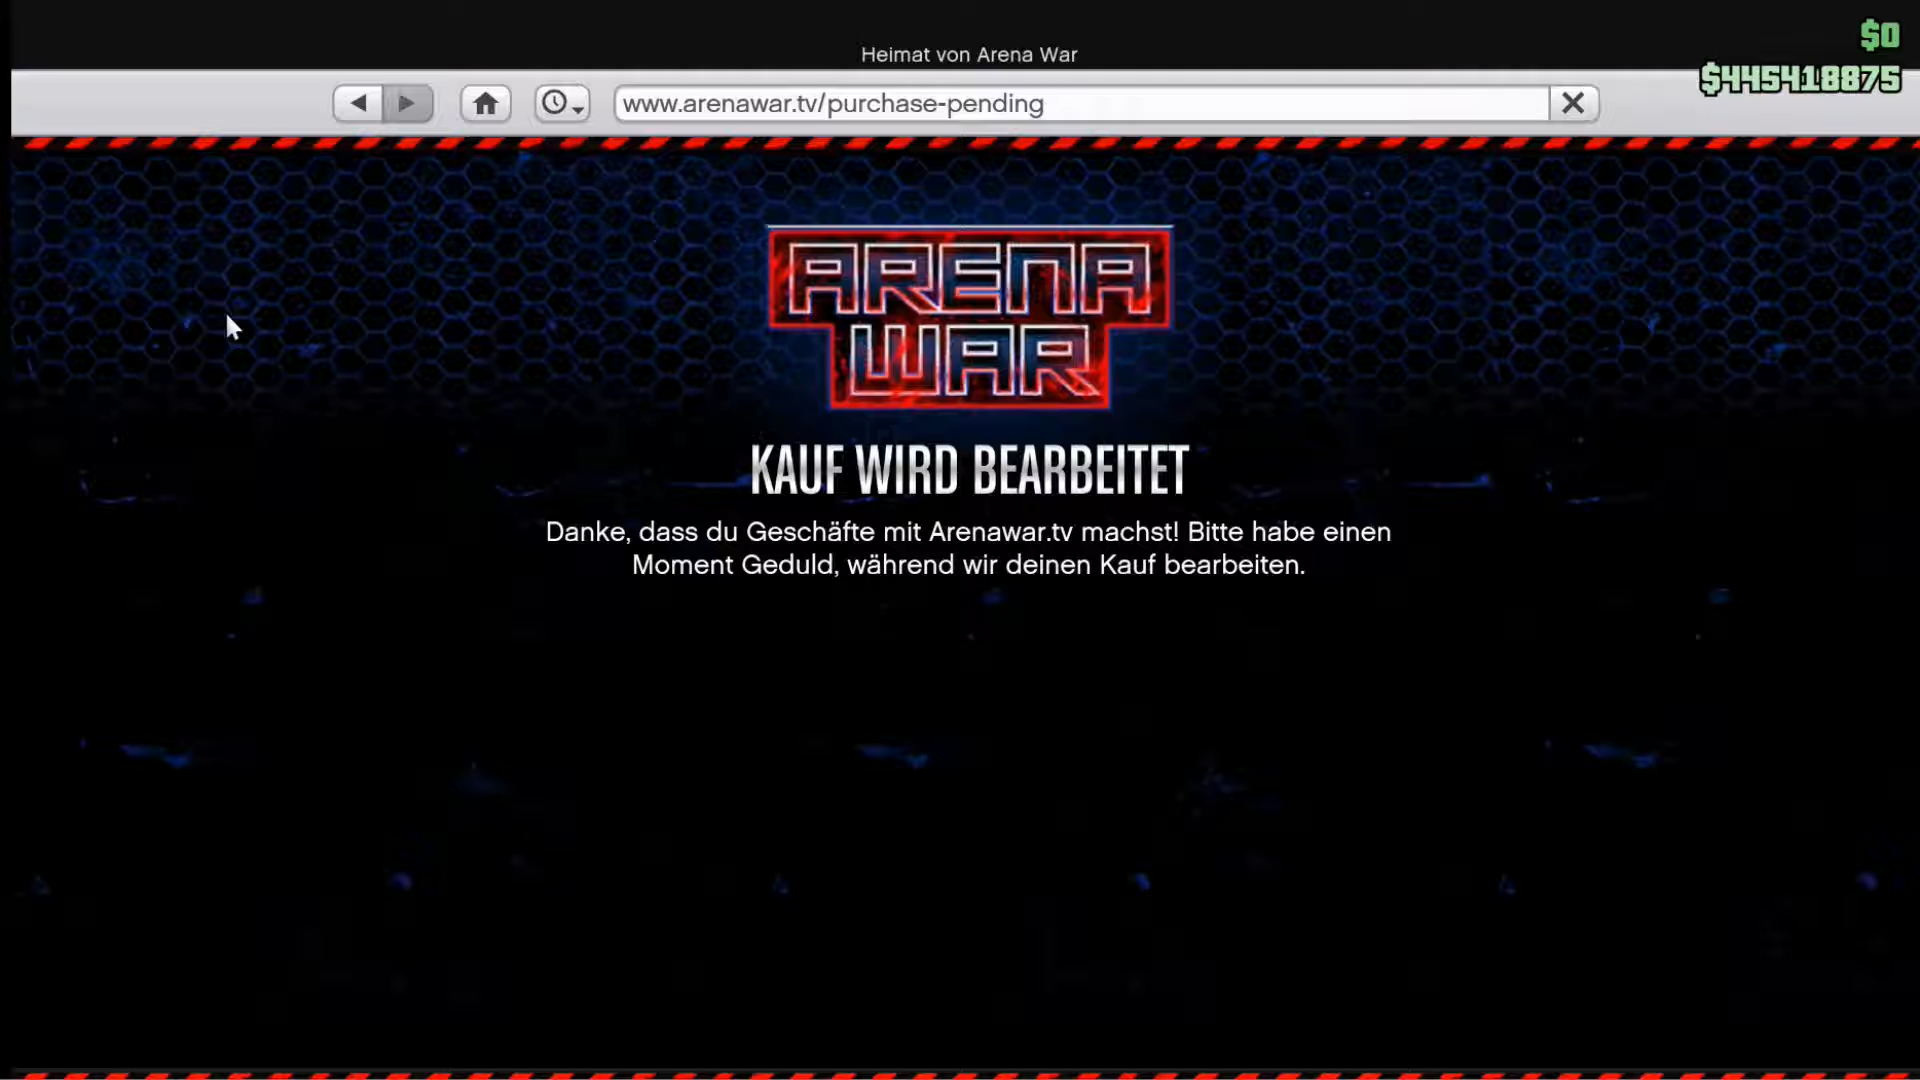 $0
Heimat von Arena War
$445418875
www.arenawar.tv/purchase-pending
ARENA
WAR
KAUF WIRD BEARBEITET
Danke, dass du Geschäfte mit Arenawar.tv machst! Bitte habe einen
Moment Geduld, während wir deinen Kauf bearbeiten.